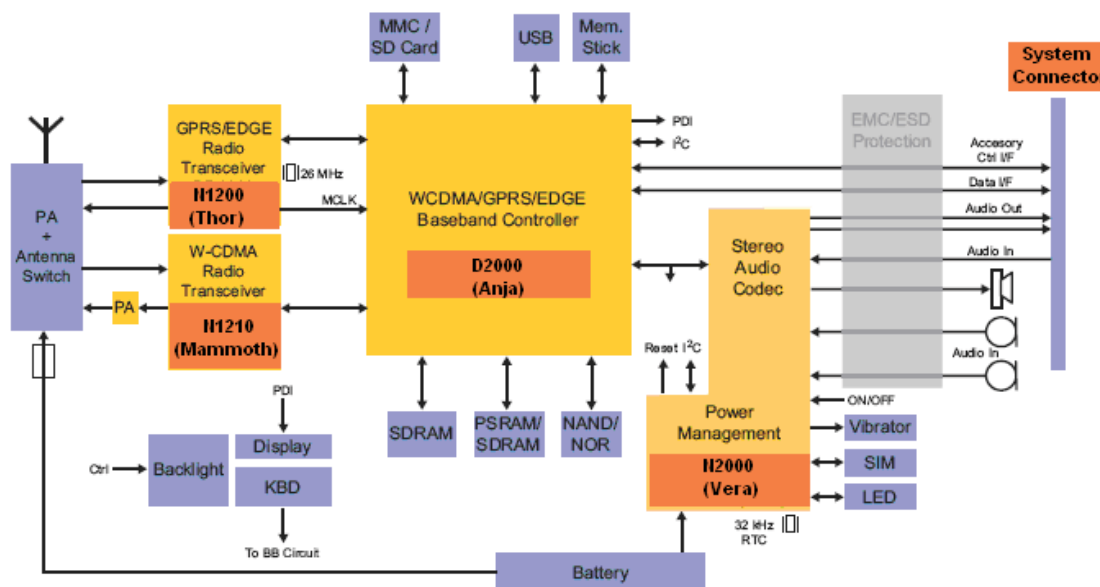 MMC /
SD Card
USB
Mem.
Stick
System
Connector
GPRS/EDGE
Radio
Transceiver
26 MHz
N1200
(Thor)
MCLK
PDI
I²C
EMC/ESD
Protection
Accesory
Ctrl I/F
Data I/F
Audio Out
Audio In
WCDMA/GPRS/EDGE
Baseband Controller
D2000
(Anja)
PA
+
Antenna
Switch
W-CDMA
Radio
Transceiver
PA
N1210
(Mammoth)
Stereo
Audio
Codec
Reset I²C
Audio In
ON/OFF
Power
Management
N2000
(Vera)
Vibrator
SIM
LED
32 kHz
RTC
SDRAM
PSRAM/
SDRAM
NAND/
NOR
PDI
Ctrl
Backlight
Display
KBD
To BB Circuit
Battery